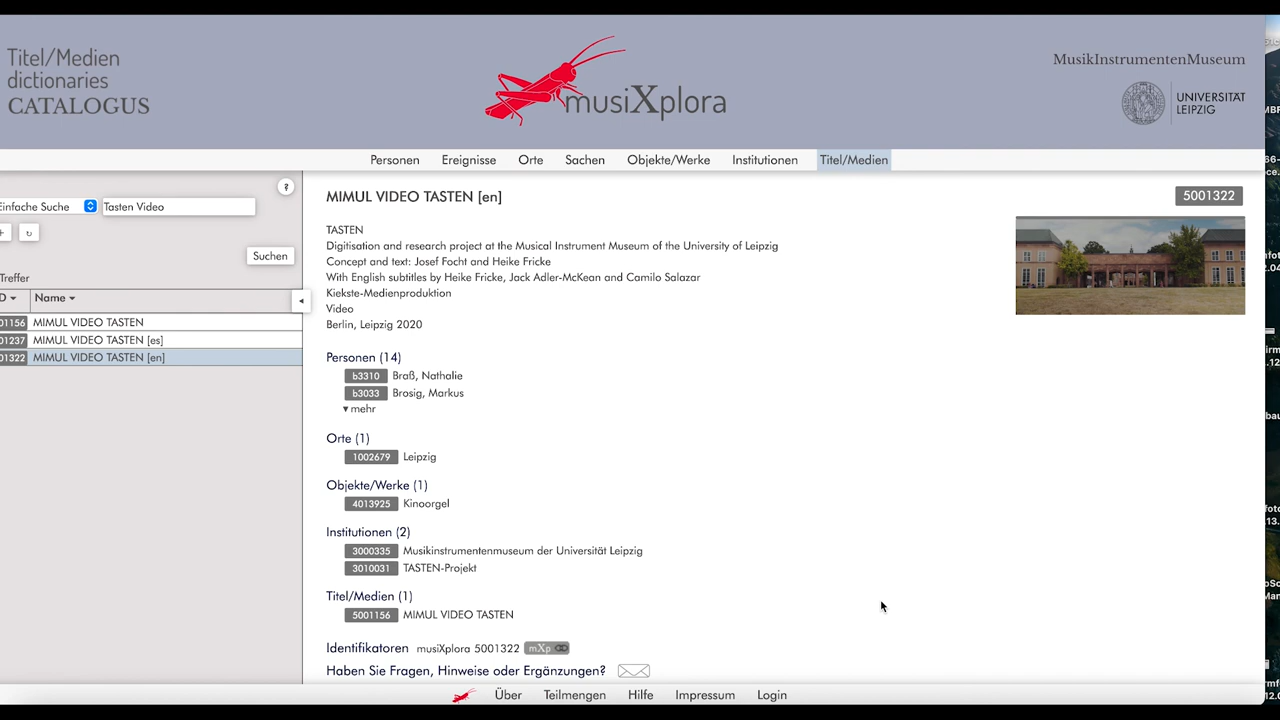 Titel/Medien
dictionaries
CATALOGUS
musiXplora
MusikInstrumentenMuseum
UNIVERSITÄT
LEIPZIG
Personen Ereignisse Orte Sachen Objekte/Werke Institutionen Titel/Medien
?
Einfache Suche Tasten Video
Suchen
Treffer
Name
01156 MIMUL VIDEO TASTEN
01237 MIMUL VIDEO TASTEN [es]
01322 MIMUL VIDEO TASTEN [en]
MIMUL VIDEO TASTEN [en] 5001322
TASTEN
Digitisation and research project at the Musical Instrument Museum of the University of Leipzig
Concept and text: Josef Focht and Heike Fricke
With English subtitles by Heike Fricke, Jack Adler-McKean and Camilo Salazar
Kiekste-Medienproduktion
Video
Berlin, Leipzig 2020
Personen (14)
b3310 Braß, Nathalie
b3033 Brosig, Markus
mehr
Orte (1)
1002679 Leipzig
Objekte/Werke (1)
4013925 Kinoorgel
Institutionen (2)
3000335 Musikinstrumentenmuseum der Universität Leipzig
3010031 TASTEN-Projekt
Titel/Medien (1)
5001156 MIMUL VIDEO TASTEN
Identifikatoren musiXplora 5001322 mXp
Haben Sie Fragen, Hinweise oder Ergänzungen?
Über Teilmengen Hilfe Impressum Login